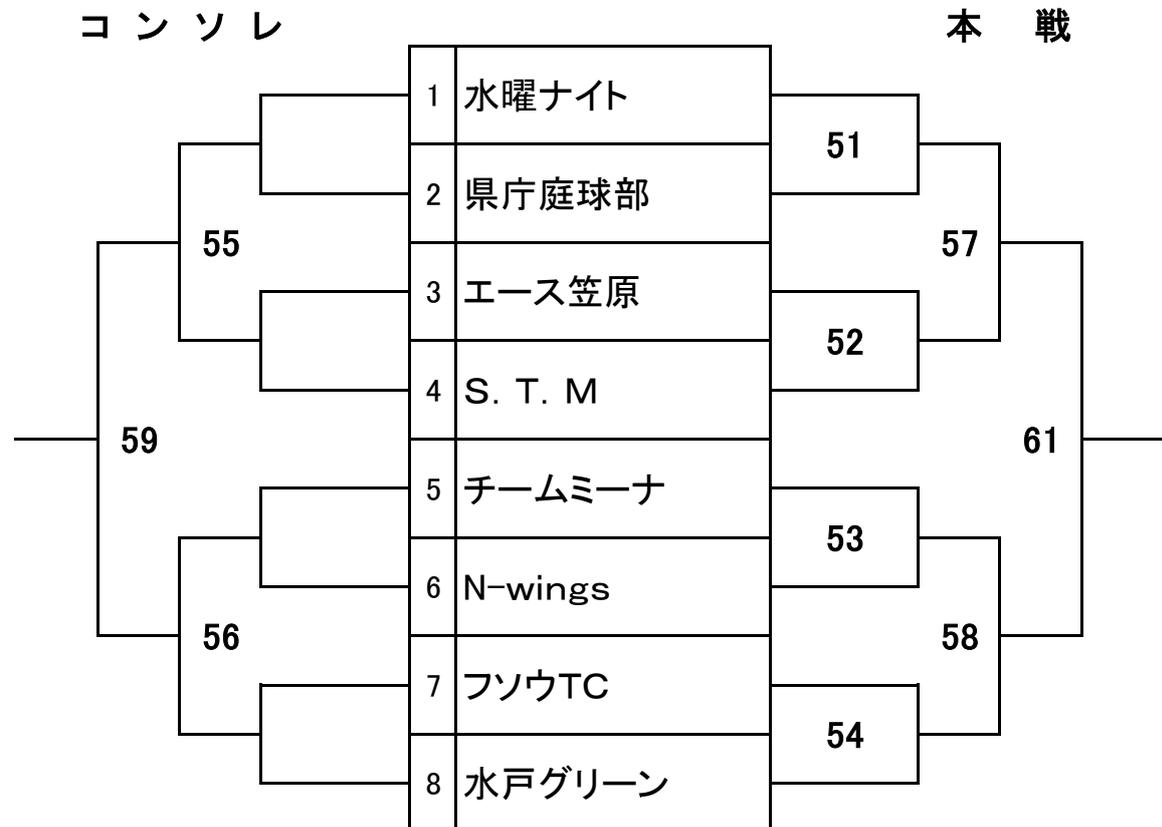 コンソレ 本 戦
1 水曜ナイト
51
2 県庁庭球部
55 57
3 エース笠原
52
4 S. T. M
59 61
5 チームミーナ
53
6 N-wings
56 58
7 フソウTC
54
8 水戸グリーン